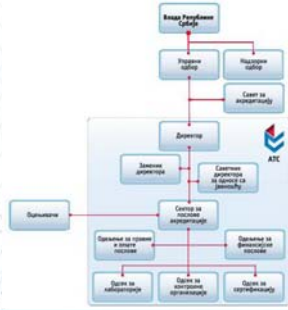 Влада Републике
Србије
Управни
одбор
Надзорни
одбор
Савет за
акредитацију
Директор
АТС
Заменик
директора
Саветник
директора
за односе са
јавношћу
Оцењивачи
Сектор за
послове
акредитације
Одељење за правне
и опште
послове
Одељење за
финансијске
послове
Одсек за
лабораторије
Одсек за
контролне
организације
Одсек за
сертификацију